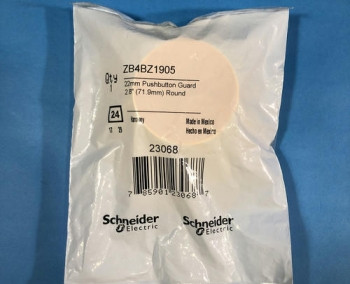 ZB4BZ1905
Qty
1
22mm Pushbutton Guard
2.8" (71.9mm) Round
24
Made in Mexico
Hecho en Mexico
23068
7 85901 23068 7
Schneider
Electric
Schneider
Electric